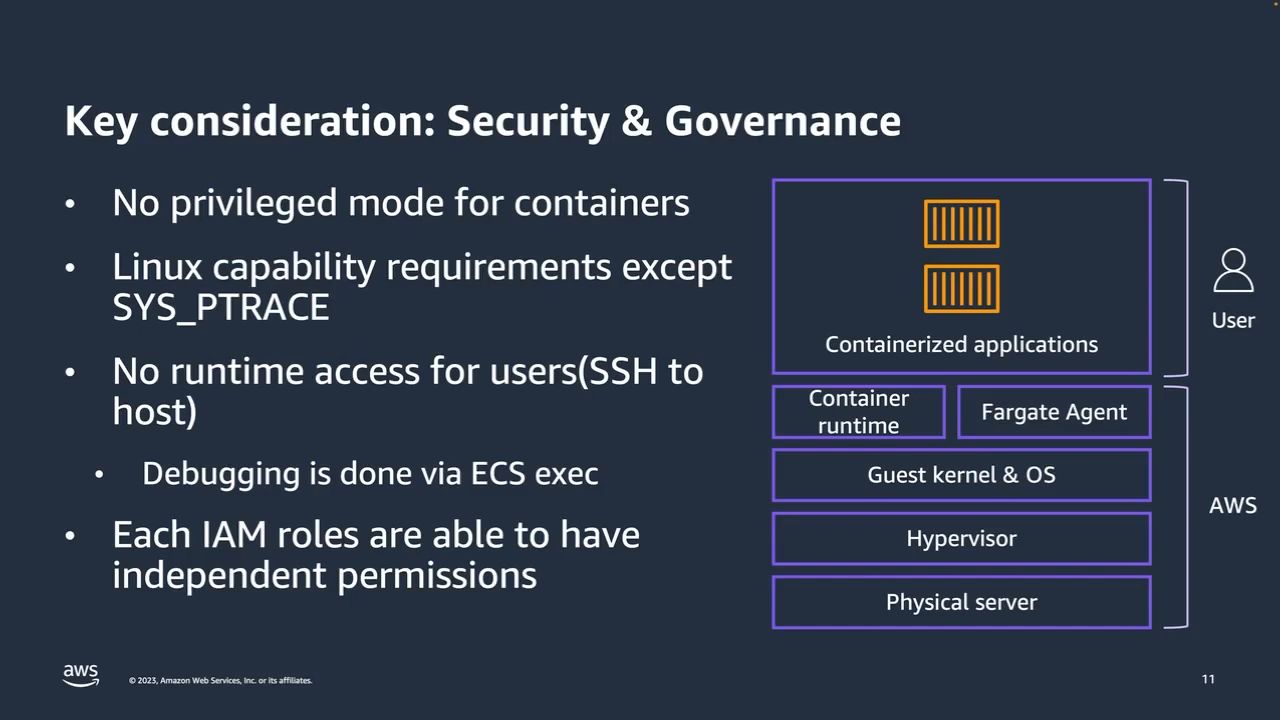 Key consideration: Security & Governance
• No privileged mode for containers
• Linux capability requirements except
SYS_PTRACE
• No runtime access for users(SSH to
host)
• Debugging is done via ECS exec
• Each IAM roles are able to have
independent permissions
Containerized applications
User
Container
runtime
Fargate Agent
Guest kernel & OS
Hypervisor
Physical server
AWS
aws
© 2023, Amazon Web Services, Inc. or its affiliates.
11